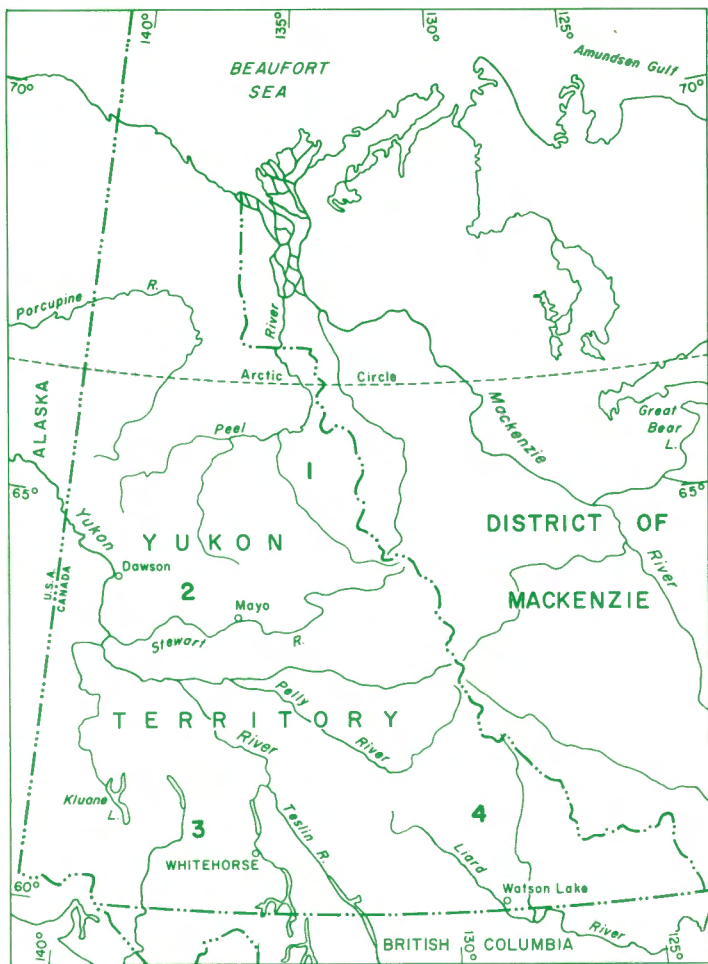 140°
135°
130°
125°
BEAUFORT
SEA
Amundsen Gulf
70°
70°
Porcupine R.
River
Arctic Circle
ALASKA
Peel
Mackenzie
Great
Bear
L.
1
65°
65°
Yukon
YUKON
DISTRICT OF
MACKENZIE
River
U.S.A.
CANADA
Dawson
2
Mayo
Stewart R.
Pelly
River
TERRITORY
River
Kluane
L.
3
Teslin R.
4
WHITEHORSE
Liard
Watson Lake
River
60°
60°
BRITISH COLUMBIA
140°
130°
125°